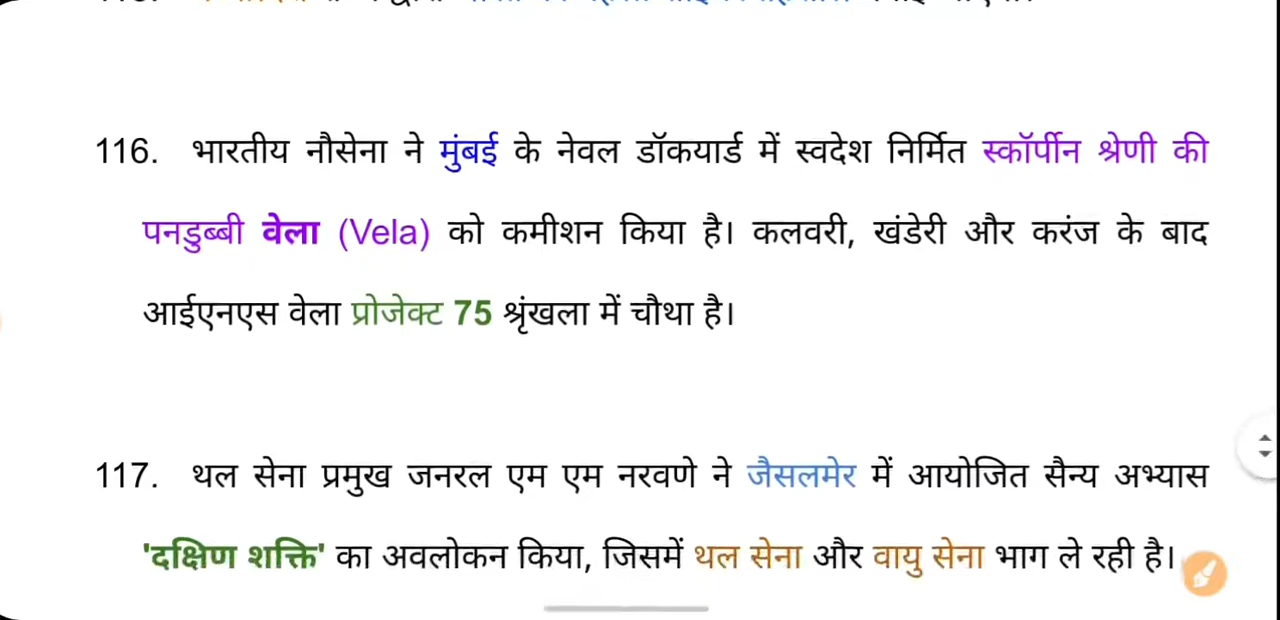 116. भारतीय नौसेना ने मुंबई के नेवल डॉकयार्ड में स्वदेश निर्मित स्कॉर्पीन श्रेणी की
पनडुब्बी वेला (Vela) को कमीशन किया है। कलवरी, खंडेरी और करंज के बाद
आईएनएस वेला प्रोजेक्ट 75 श्रृंखला में चौथा है।
117. थल सेना प्रमुख जनरल एम एम नरवणे ने जैसलमेर में आयोजित सैन्य अभ्यास
'दक्षिण शक्ति' का अवलोकन किया, जिसमें थल सेना और वायु सेना भाग ले रही है।